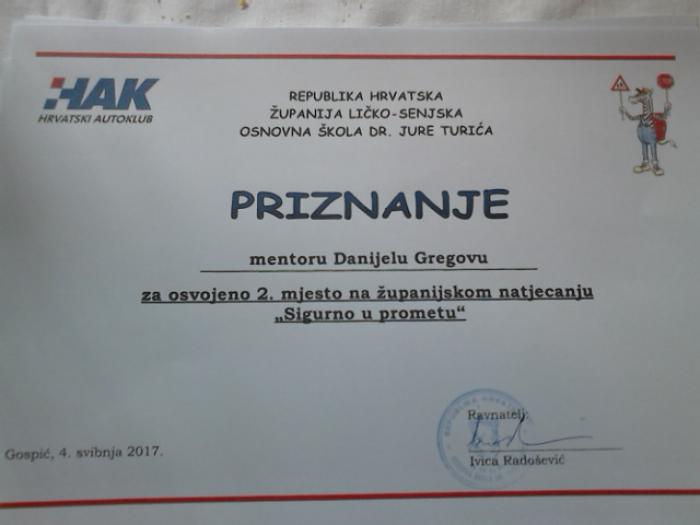 HAK
HRVATSKI AUTOKLUB
REPUBLIKA HRVATSKA
ŽUPANIJA LIČKO-SENJSKA
OSNOVNA ŠKOLA DR. JURE TURIĆA
PRIZNANJE
mentoru Danijelu Gregovu
za osvojeno 2. mjesto na županijskom natjecanju
„Sigurno u prometu“
Ravnatelj:
Ivica Radošević
Gospić, 4. svibnja 2017.